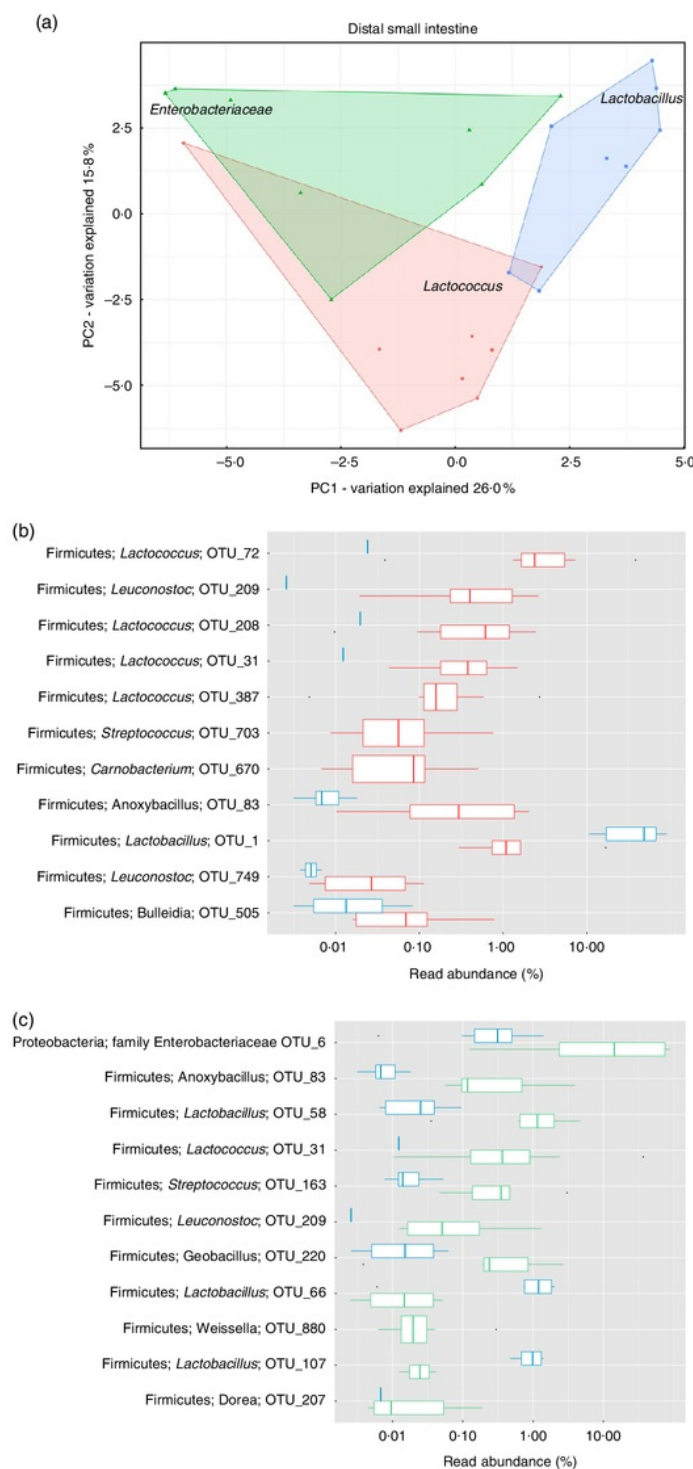 (a)
Distal small intestine
Enterobacteriaceae
Lactobacillus
Lactococcus
2·5
0·0
−2·5
−5·0
PC2 - variation explained 15·8 %
−5·0
−2·5
0·0
2·5
5·0
PC1 - variation explained 26·0 %
(b)
Firmicutes; Lactococcus; OTU_72
Firmicutes; Leuconostoc; OTU_209
Firmicutes; Lactococcus; OTU_208
Firmicutes; Lactococcus; OTU_31
Firmicutes; Lactococcus; OTU_387
Firmicutes; Streptococcus; OTU_703
Firmicutes; Carnobacterium; OTU_670
Firmicutes; Anoxybacillus; OTU_83
Firmicutes; Lactobacillus; OTU_1
Firmicutes; Leuconostoc; OTU_749
Firmicutes; Bulleidia; OTU_505
0·01
0·10
1·00
10·00
Read abundance (%)
(c)
Proteobacteria; family Enterobacteriaceae OTU_6
Firmicutes; Anoxybacillus; OTU_83
Firmicutes; Lactobacillus; OTU_58
Firmicutes; Lactococcus; OTU_31
Firmicutes; Streptococcus; OTU_163
Firmicutes; Leuconostoc; OTU_209
Firmicutes; Geobacillus; OTU_220
Firmicutes; Lactobacillus; OTU_66
Firmicutes; Weissella; OTU_880
Firmicutes; Lactobacillus; OTU_107
Firmicutes; Dorea; OTU_207
0·01
0·10
1·00
10·00
Read abundance (%)